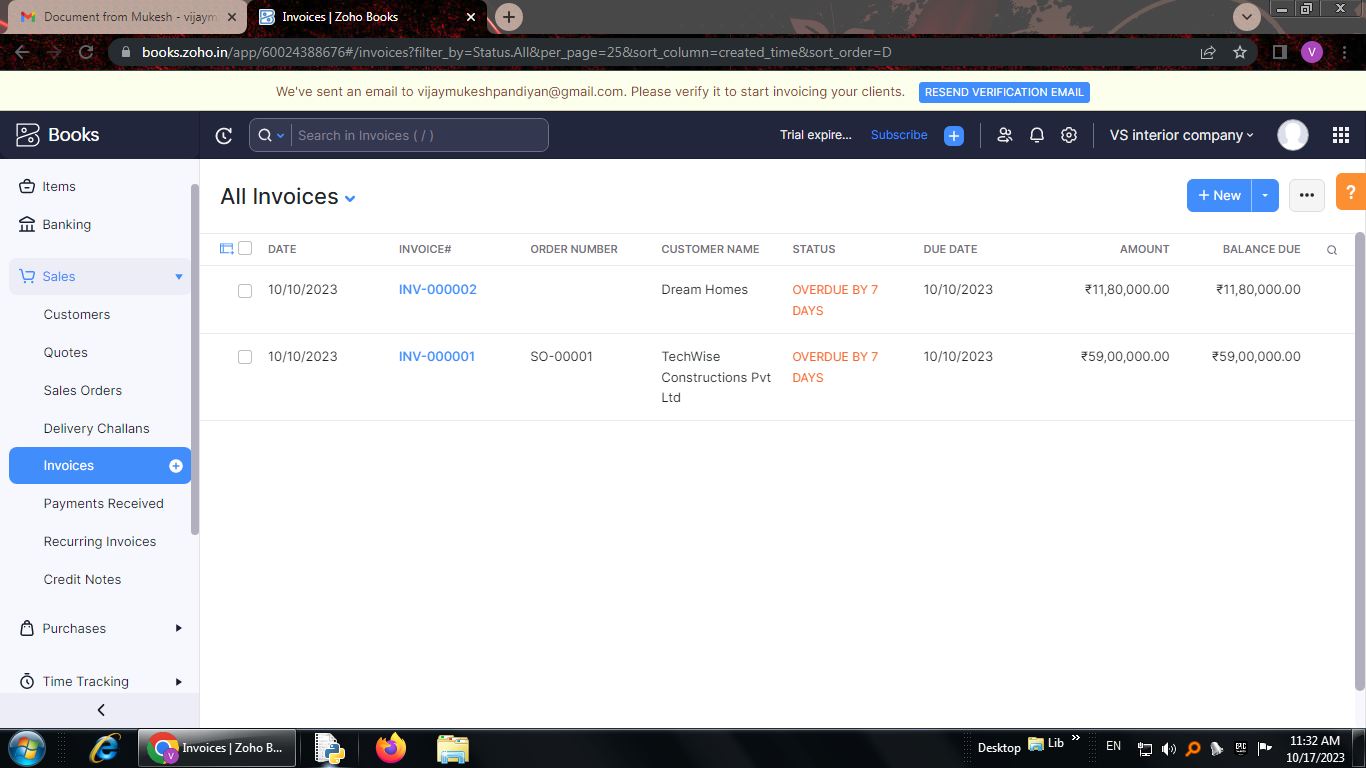 Document from Mukesh - vijaym
Invoices | Zoho Books
books.zoho.in/app/60024388676#/invoices?filter_by=Status.All&per_page=25&sort_column=created_time&sort_order=D
V
We've sent an email to vijaymukeshpandiyan@gmail.com. Please verify it to start invoicing your clients. RESEND VERIFICATION EMAIL
Books
Search in Invoices ( / )
Trial expire... Subscribe
VS interior company
Items
Banking
Sales
Customers
Quotes
Sales Orders
Delivery Challans
Invoices
Payments Received
Recurring Invoices
Credit Notes
Purchases
Time Tracking
All Invoices
+ New
?
DATE INVOICE# ORDER NUMBER CUSTOMER NAME STATUS DUE DATE AMOUNT BALANCE DUE
10/10/2023 INV-000002 Dream Homes OVERDUE BY 7 10/10/2023 ₹11,80,000.00 ₹11,80,000.00
DAYS
10/10/2023 INV-000001 SO-00001 TechWise OVERDUE BY 7 10/10/2023 ₹59,00,000.00 ₹59,00,000.00
Constructions Pvt DAYS
Ltd
Invoices | Zoho B...
Desktop
Lib
»
EN
11:32 AM
10/17/2023